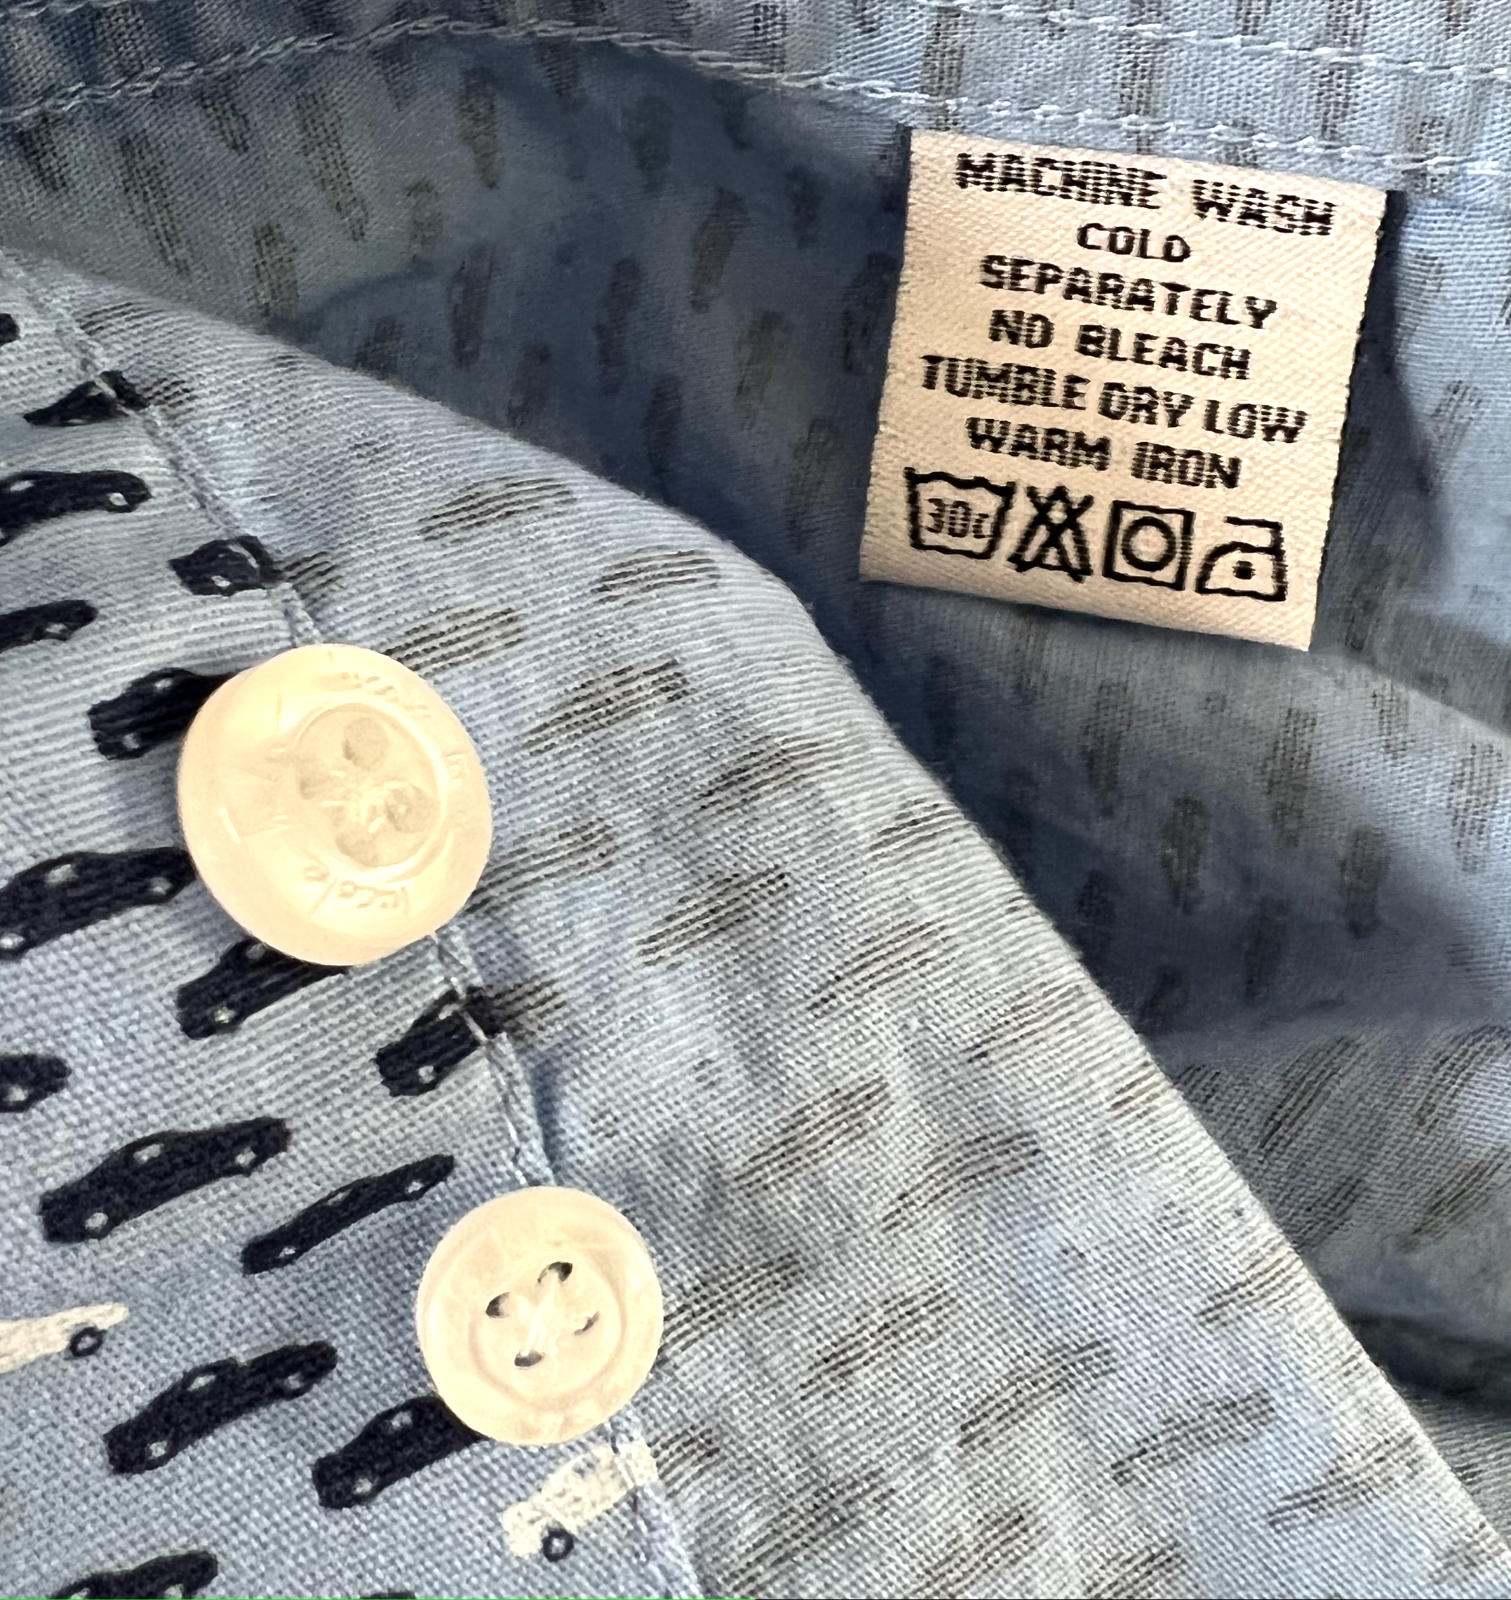 MACHINE WASH
COLD
SEPARATELY
NO BLEACH
TUMBLE DRY LOW
WARM IRON
30c